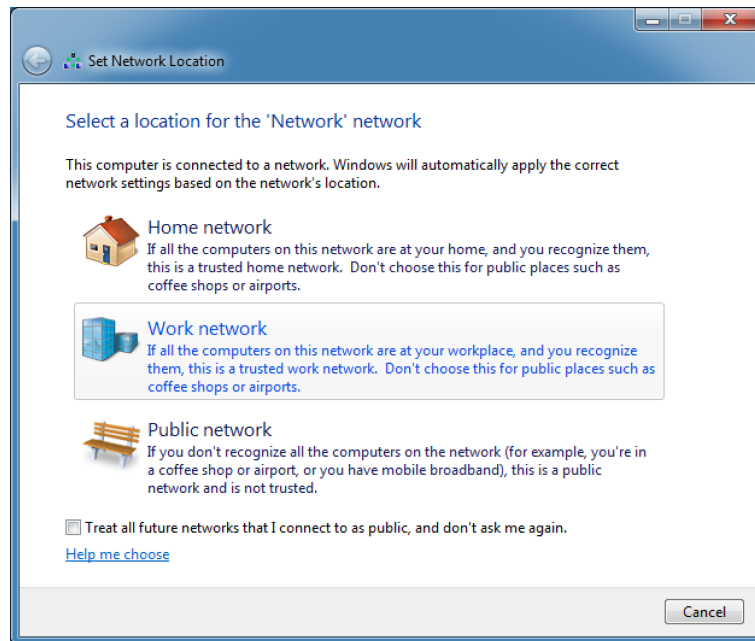 Set Network Location
Select a location for the 'Network' network
This computer is connected to a network. Windows will automatically apply the correct
network settings based on the network's location.
Home network
If all the computers on this network are at your home, and you recognize them,
this is a trusted home network. Don't choose this for public places such as
coffee shops or airports.
Work network
If all the computers on this network are at your workplace, and you recognize
them, this is a trusted work network. Don't choose this for public places such as
coffee shops or airports.
Public network
If you don't recognize all the computers on the network (for example, you're in
a coffee shop or airport, or you have mobile broadband), this is a public
network and is not trusted.
Treat all future networks that I connect to as public, and don't ask me again.
Help me choose
Cancel